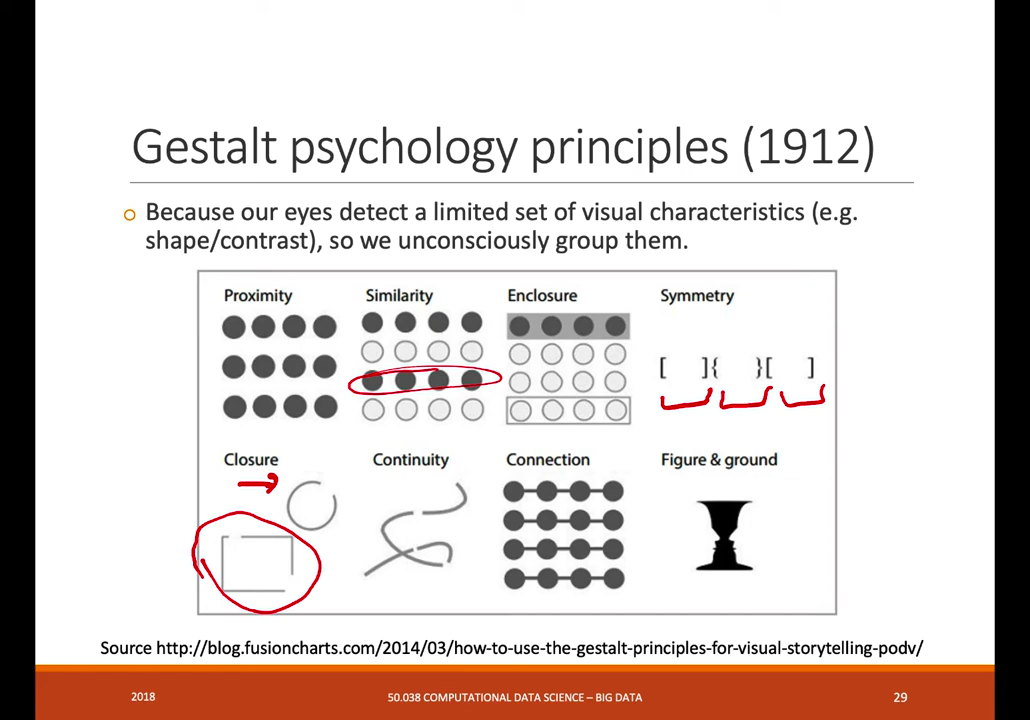 Gestalt psychology principles (1912)
Because our eyes detect a limited set of visual characteristics (e.g.
shape/contrast), so we unconsciously group them.
Proximity Similarity Enclosure Symmetry
[ ]{ }[ ]
Closure Continuity Connection Figure & ground
Source http://blog.fusioncharts.com/2014/03/how-to-use-the-gestalt-principles-for-visual-storytelling-podv/
2018 50.038 COMPUTATIONAL DATA SCIENCE – BIG DATA 29